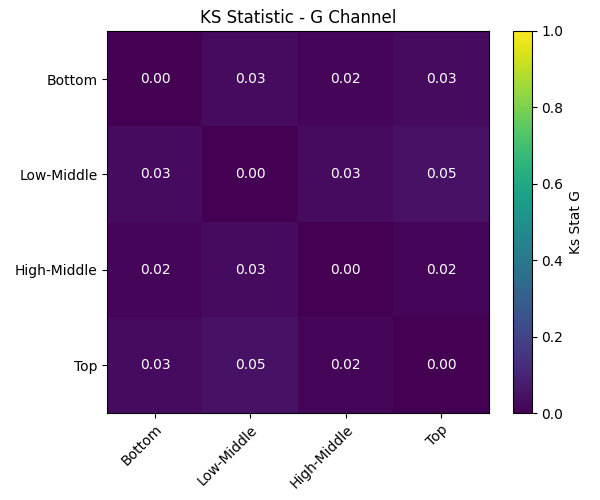 KS Statistic - G Channel
Bottom 0.00 0.03 0.02 0.03
Low-Middle 0.03 0.00 0.03 0.05
High-Middle 0.02 0.03 0.00 0.02
Top 0.03 0.05 0.02 0.00
Bottom Low-Middle High-Middle Top
1.0
0.8
0.6
0.4
0.2
0.0
Ks Stat G